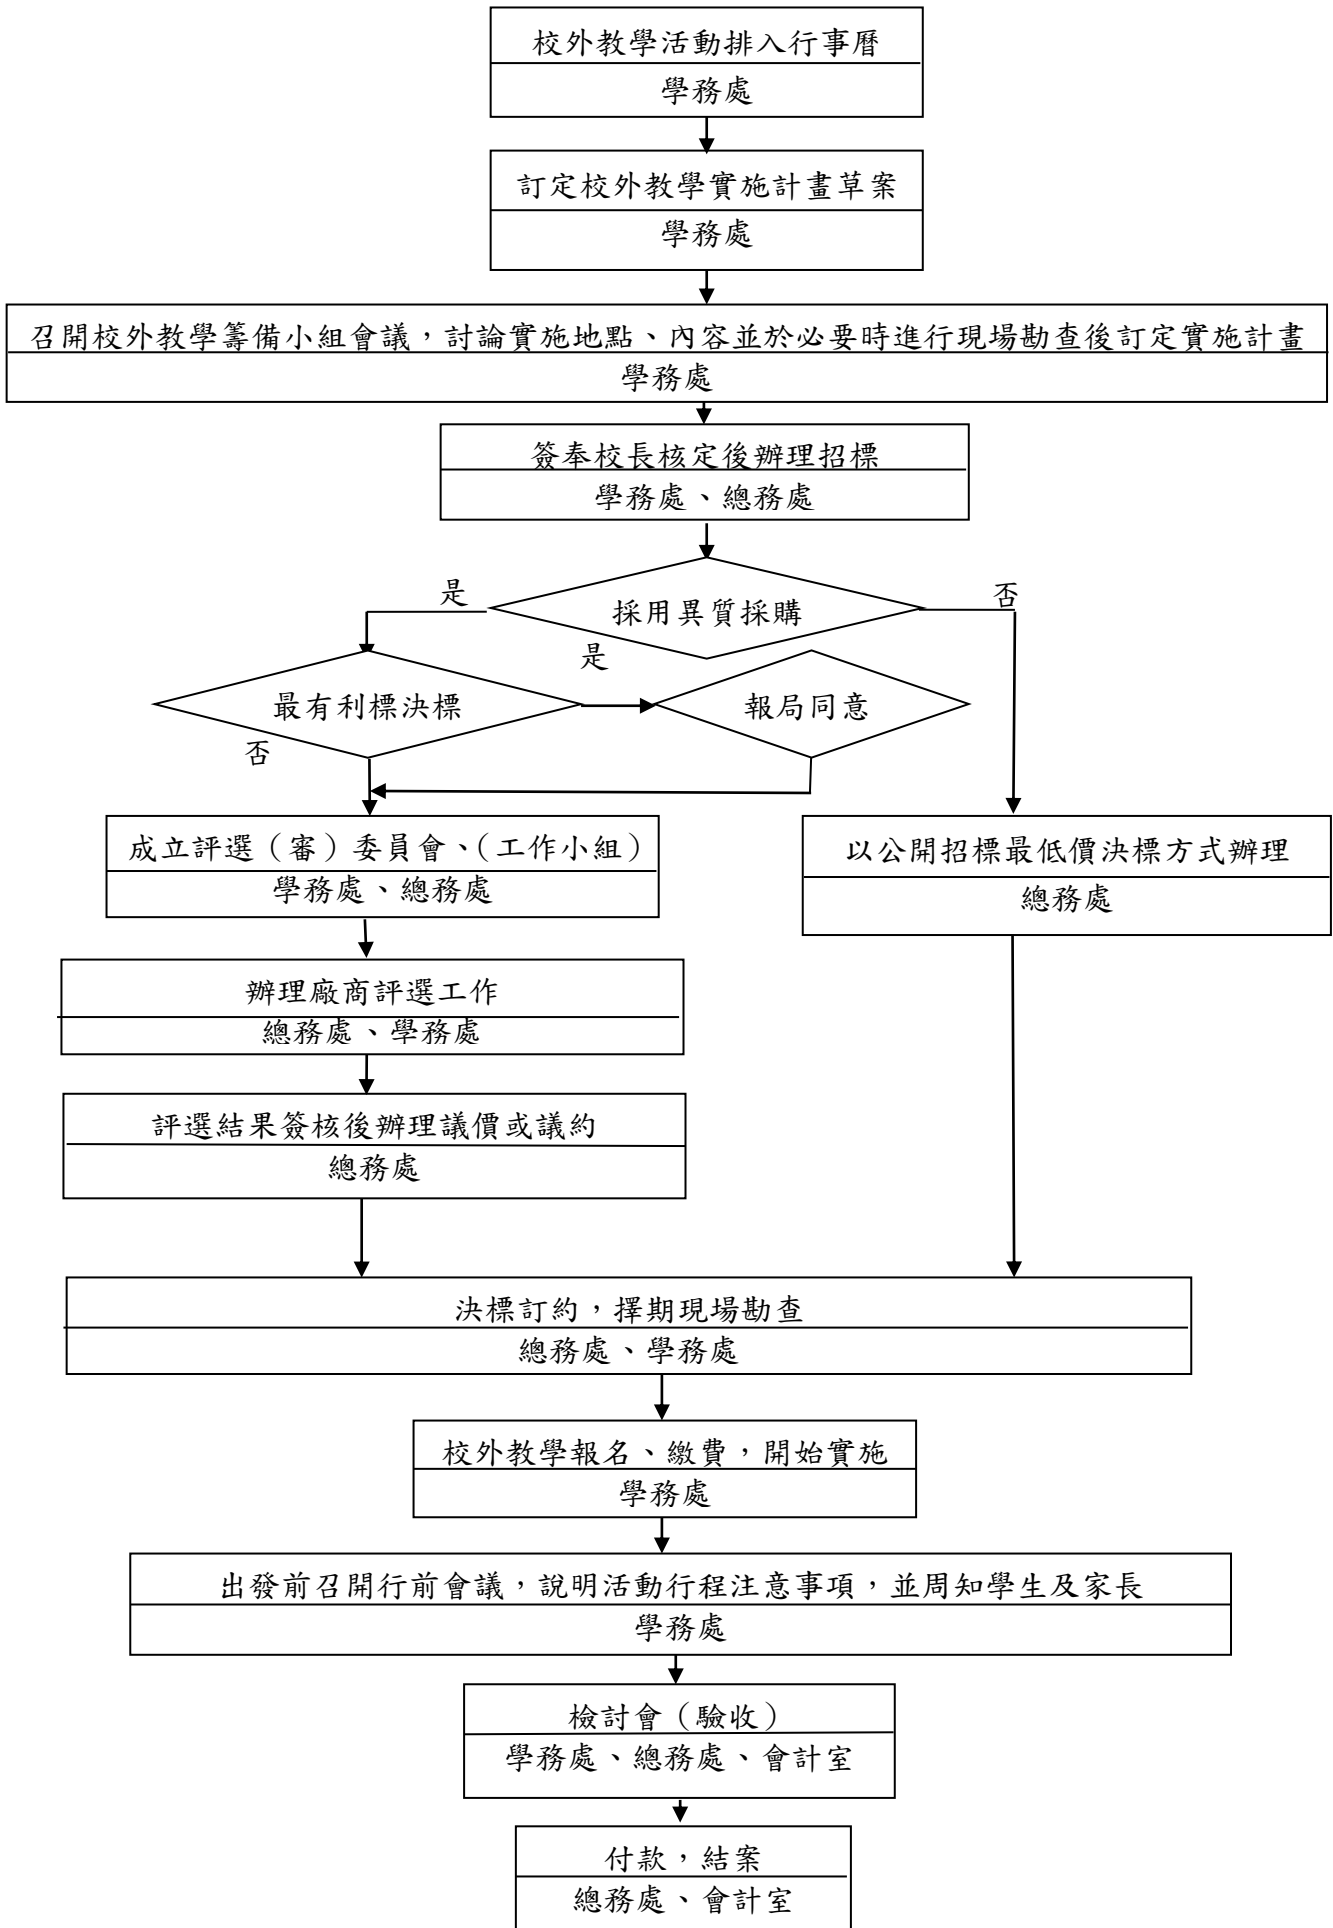 校外教學活動排入行事曆
學務處
訂定校外教學實施計畫草案
學務處
召開校外教學籌備小組會議，討論實施地點、內容並於必要時進行現場勘查後訂定實施計畫
學務處
簽奉校長核定後辦理招標
學務處、總務處
是
採用異質採購
否
是
最有利標決標
報局同意
否
成立評選（審）委員會、（工作小組）
學務處、總務處
以公開招標最低價決標方式辦理
總務處
辦理廠商評選工作
總務處、學務處
評選結果簽核後辦理議價或議約
總務處
決標訂約，擇期現場勘查
總務處、學務處
校外教學報名、繳費，開始實施
學務處
出發前召開行前會議，說明活動行程注意事項，並周知學生及家長
學務處
檢討會（驗收）
學務處、總務處、會計室
付款，結案
總務處、會計室